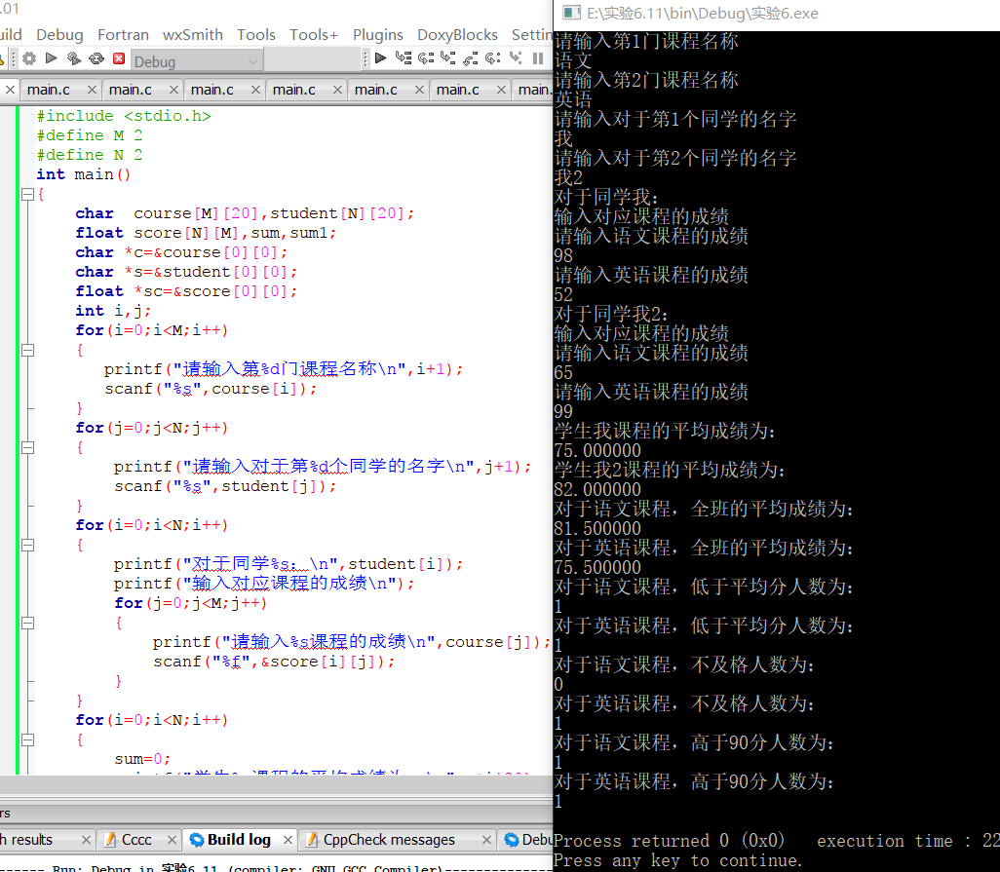 .01
uild Debug Fortran wxSmith Tools Tools+ Plugins DoxyBlocks Settin
Debug
main.c main.c main.c main.c main.c main.c main.
#include <stdio.h>
#define M 2
#define N 2
int main()
{
char  course[M][20],student[N][20];
float score[N][M],sum,sum1;
char *c=&course[0][0];
char *s=&student[0][0];
float *sc=&score[0][0];
int i,j;
for(i=0;i<M;i++)
{
printf("请输入第%d门课程名称\n",i+1);
scanf("%s",course[i]);
}
for(j=0;j<N;j++)
{
printf("请输入对于第%d个同学的名字\n",j+1);
scanf("%s",student[j]);
}
for(i=0;i<N;i++)
{
printf("对于同学%s：\n",student[i]);
printf("输入对应课程的成绩\n");
for(j=0;j<M;j++)
{
printf("请输入%s课程的成绩\n",course[j]);
scanf("%f",&score[i][j]);
}
}
for(i=0;i<N;i++)
{
sum=0;
rs
h results Cccc Build log CppCheck messages Debu
------- Run: Debug in 实验6.11 (compiler: GNU GCC Compiler)---------------
E:\实验6.11\bin\Debug\实验6.exe
请输入第1门课程名称
语文
请输入第2门课程名称
英语
请输入对于第1个同学的名字
我
请输入对于第2个同学的名字
我2
对于同学我：
输入对应课程的成绩
请输入语文课程的成绩
98
请输入英语课程的成绩
52
对于同学我2：
输入对应课程的成绩
请输入语文课程的成绩
65
请输入英语课程的成绩
99
学生我课程的平均成绩为：
75.000000
学生我2课程的平均成绩为：
82.000000
对于语文课程，全班的平均成绩为：
81.500000
对于英语课程，全班的平均成绩为：
75.500000
对于语文课程，低于平均分人数为：
1
对于英语课程，低于平均分人数为：
1
对于语文课程，不及格人数为：
0
对于英语课程，不及格人数为：
1
对于语文课程，高于90分人数为：
1
对于英语课程，高于90分人数为：
1
Process returned 0 (0x0)   execution time : 22
Press any key to continue.